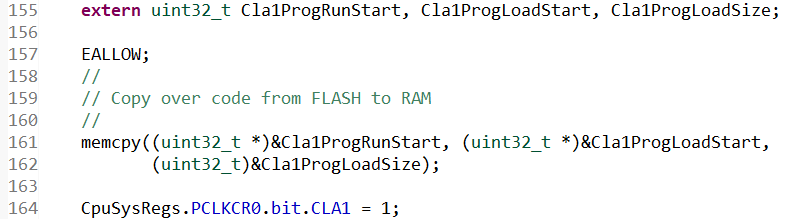 155 extern uint32_t Cla1ProgRunStart, Cla1ProgLoadStart, Cla1ProgLoadSize;
156
157 EALLOW;
158 //
159 // Copy over code from FLASH to RAM
160 //
161 memcpy((uint32_t *)&Cla1ProgRunStart, (uint32_t *)&Cla1ProgLoadStart,
162 (uint32_t)&Cla1ProgLoadSize);
163
164 CpuSysRegs.PCLKCR0.bit.CLA1 = 1;